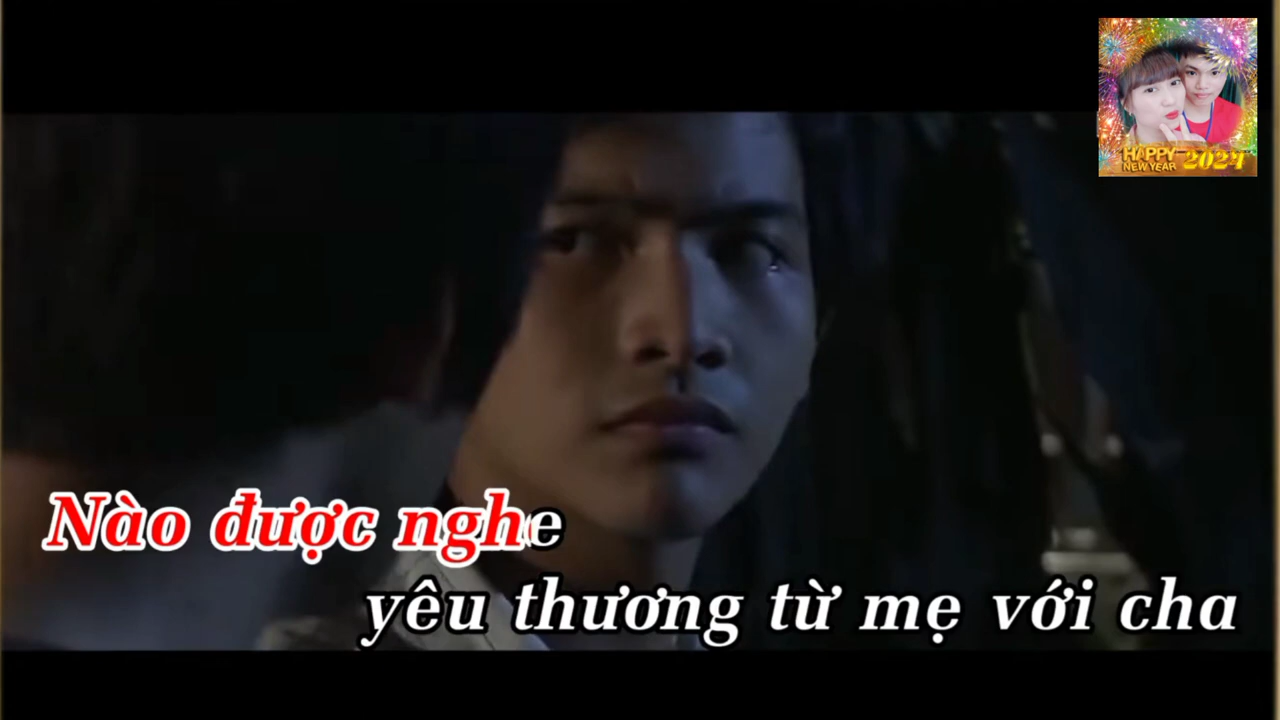 HAPPY
NEW YEAR 2024
Nào được nghe
yêu thương từ mẹ với cha